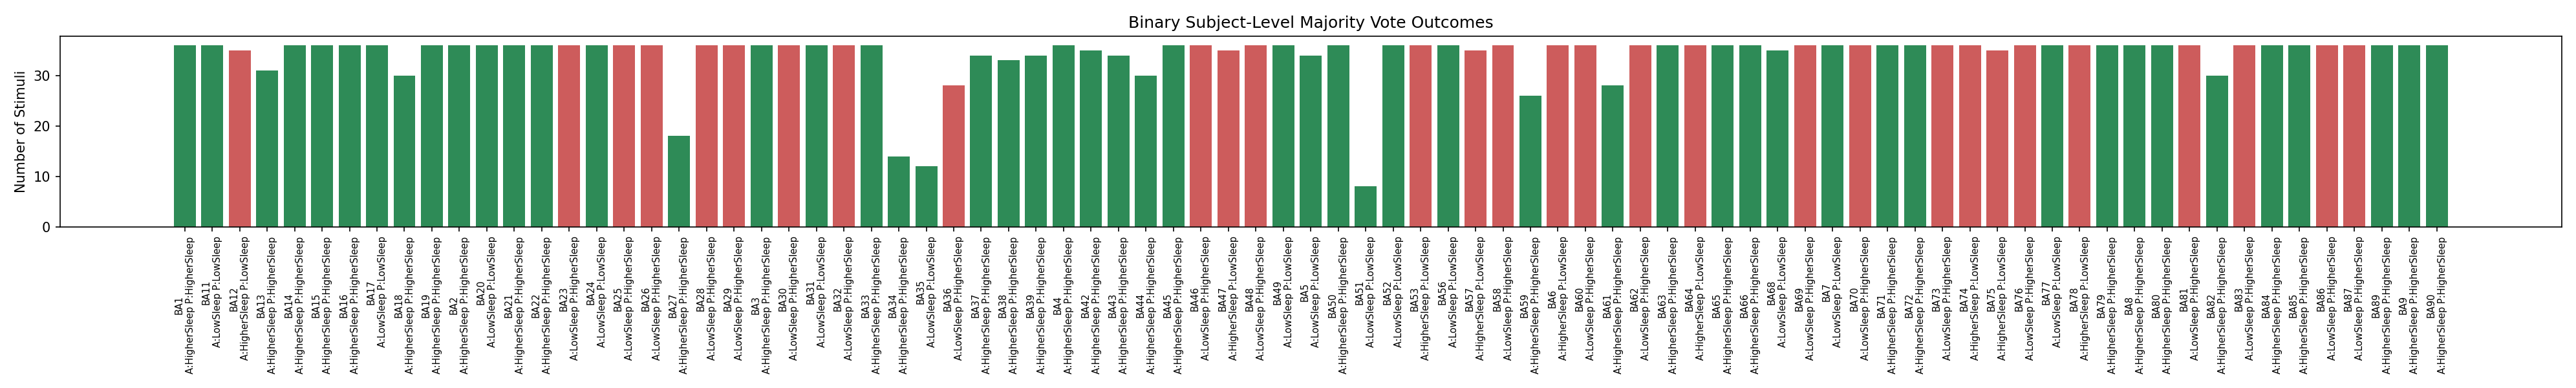 Binary Subject-Level Majority Vote Outcomes
Number of Stimuli
30
20
10
0
BA1
A:HigherSleep P:HigherSleep
BA11
A:LowSleep P:LowSleep
BA12
A:HigherSleep P:LowSleep
BA13
A:HigherSleep P:HigherSleep
BA14
A:HigherSleep P:HigherSleep
BA15
A:HigherSleep P:HigherSleep
BA16
A:HigherSleep P:HigherSleep
BA17
A:LowSleep P:LowSleep
BA18
A:HigherSleep P:HigherSleep
BA19
A:HigherSleep P:HigherSleep
BA2
A:HigherSleep P:HigherSleep
BA20
A:LowSleep P:LowSleep
BA21
A:HigherSleep P:HigherSleep
BA22
A:HigherSleep P:HigherSleep
BA23
A:LowSleep P:HigherSleep
BA24
A:LowSleep P:LowSleep
BA25
A:LowSleep P:HigherSleep
BA26
A:LowSleep P:HigherSleep
BA27
A:HigherSleep P:HigherSleep
BA28
A:LowSleep P:HigherSleep
BA29
A:LowSleep P:HigherSleep
BA3
A:HigherSleep P:HigherSleep
BA30
A:LowSleep P:HigherSleep
BA31
A:LowSleep P:LowSleep
BA32
A:LowSleep P:HigherSleep
BA33
A:HigherSleep P:HigherSleep
BA34
A:HigherSleep P:HigherSleep
BA35
A:LowSleep P:LowSleep
BA36
A:LowSleep P:HigherSleep
BA37
A:HigherSleep P:HigherSleep
BA38
A:HigherSleep P:HigherSleep
BA39
A:HigherSleep P:HigherSleep
BA4
A:HigherSleep P:HigherSleep
BA42
A:HigherSleep P:HigherSleep
BA43
A:HigherSleep P:HigherSleep
BA44
A:HigherSleep P:HigherSleep
BA45
A:HigherSleep P:HigherSleep
BA46
A:LowSleep P:HigherSleep
BA47
A:HigherSleep P:LowSleep
BA48
A:LowSleep P:HigherSleep
BA49
A:LowSleep P:LowSleep
BA5
A:LowSleep P:LowSleep
BA50
A:HigherSleep P:HigherSleep
BA51
A:LowSleep P:LowSleep
BA52
A:LowSleep P:LowSleep
BA53
A:HigherSleep P:LowSleep
BA56
A:LowSleep P:LowSleep
BA57
A:HigherSleep P:LowSleep
BA58
A:LowSleep P:HigherSleep
BA59
A:HigherSleep P:HigherSleep
BA6
A:LowSleep P:HigherSleep
BA60
A:LowSleep P:HigherSleep
BA61
A:HigherSleep P:HigherSleep
BA62
A:LowSleep P:HigherSleep
BA63
A:HigherSleep P:HigherSleep
BA64
A:LowSleep P:HigherSleep
BA65
A:HigherSleep P:HigherSleep
BA66
A:HigherSleep P:HigherSleep
BA68
A:LowSleep P:LowSleep
BA69
A:LowSleep P:HigherSleep
BA7
A:LowSleep P:LowSleep
BA70
A:LowSleep P:HigherSleep
BA71
A:HigherSleep P:HigherSleep
BA72
A:HigherSleep P:HigherSleep
BA73
A:HigherSleep P:LowSleep
BA74
A:HigherSleep P:LowSleep
BA75
A:HigherSleep P:LowSleep
BA76
A:LowSleep P:HigherSleep
BA77
A:LowSleep P:LowSleep
BA78
A:HigherSleep P:LowSleep
BA79
A:HigherSleep P:HigherSleep
BA8
A:HigherSleep P:HigherSleep
BA80
A:HigherSleep P:HigherSleep
BA81
A:LowSleep P:HigherSleep
BA82
A:HigherSleep P:HigherSleep
BA83
A:LowSleep P:HigherSleep
BA84
A:HigherSleep P:HigherSleep
BA85
A:HigherSleep P:HigherSleep
BA86
A:LowSleep P:HigherSleep
BA87
A:LowSleep P:HigherSleep
BA89
A:HigherSleep P:HigherSleep
BA9
A:HigherSleep P:HigherSleep
BA90
A:HigherSleep P:HigherSleep